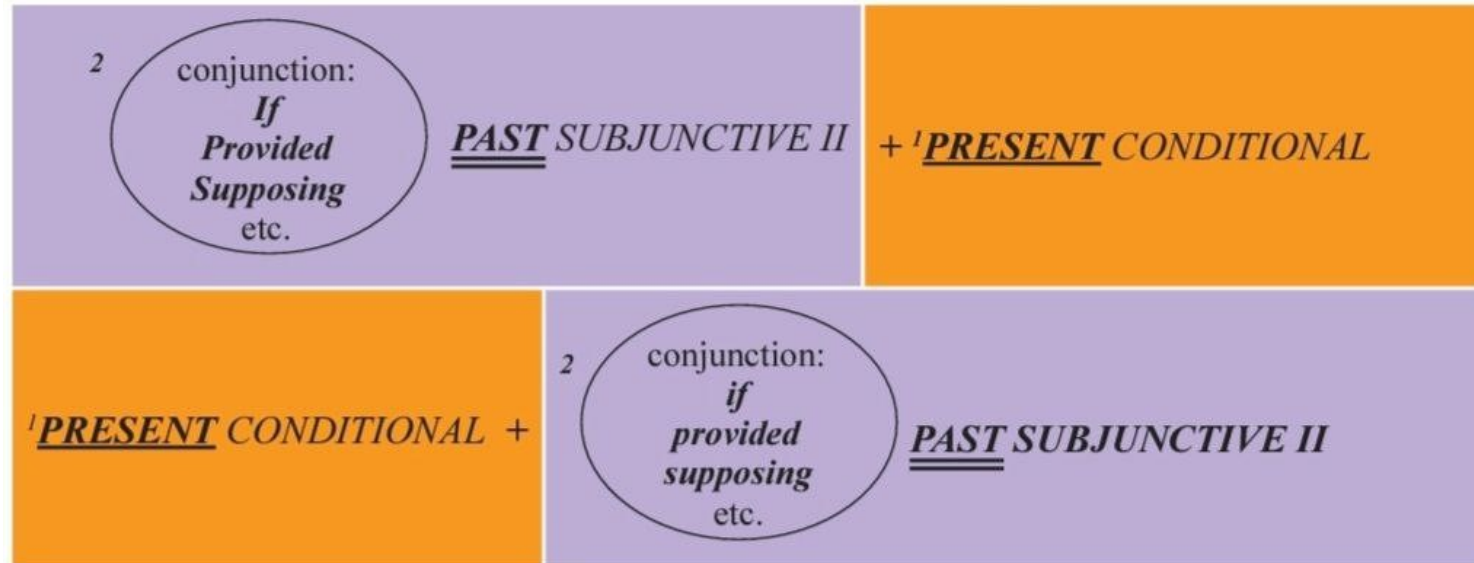 2
conjunction:
If
Provided
Supposing
etc.
PAST SUBJUNCTIVE II
+ ¹PRESENT CONDITIONAL
¹PRESENT CONDITIONAL +
2
conjunction:
if
provided
supposing
etc.
PAST SUBJUNCTIVE II